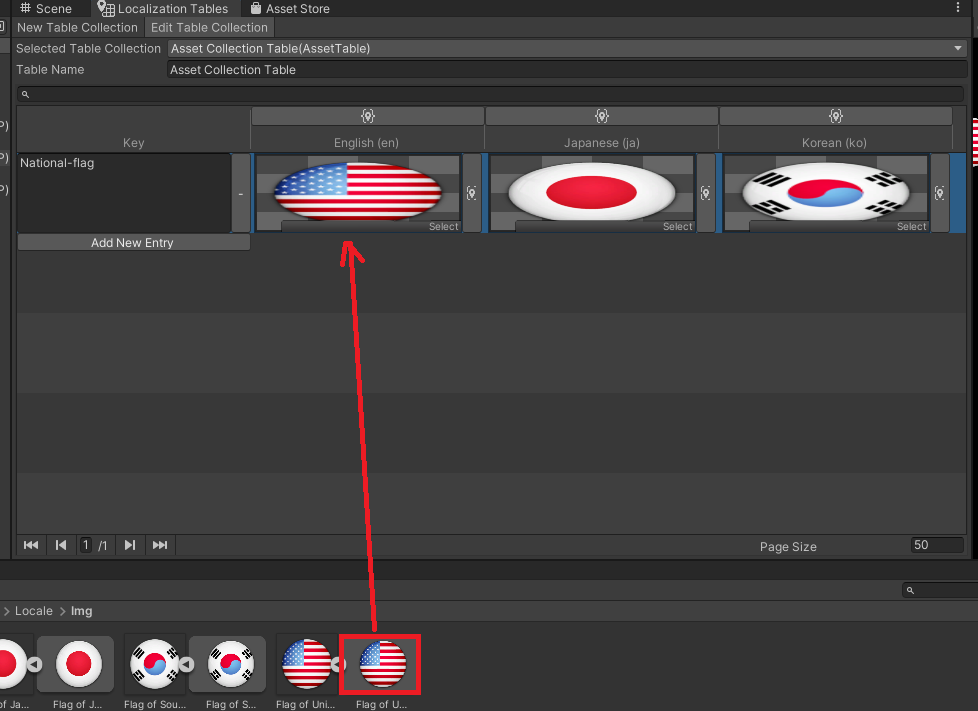 Scene Localization Tables Asset Store
New Table Collection Edit Table Collection
Selected Table Collection Asset Collection Table(AssetTable)
Table Name Asset Collection Table
Key English (en) Japanese (ja) Korean (ko)
National-flag
-
Select Select Select
Add New Entry
1 /1 Page Size 50
Locale Img
of Ja... Flag of J... Flag of Sou... Flag of S... Flag of Uni... Flag of U...